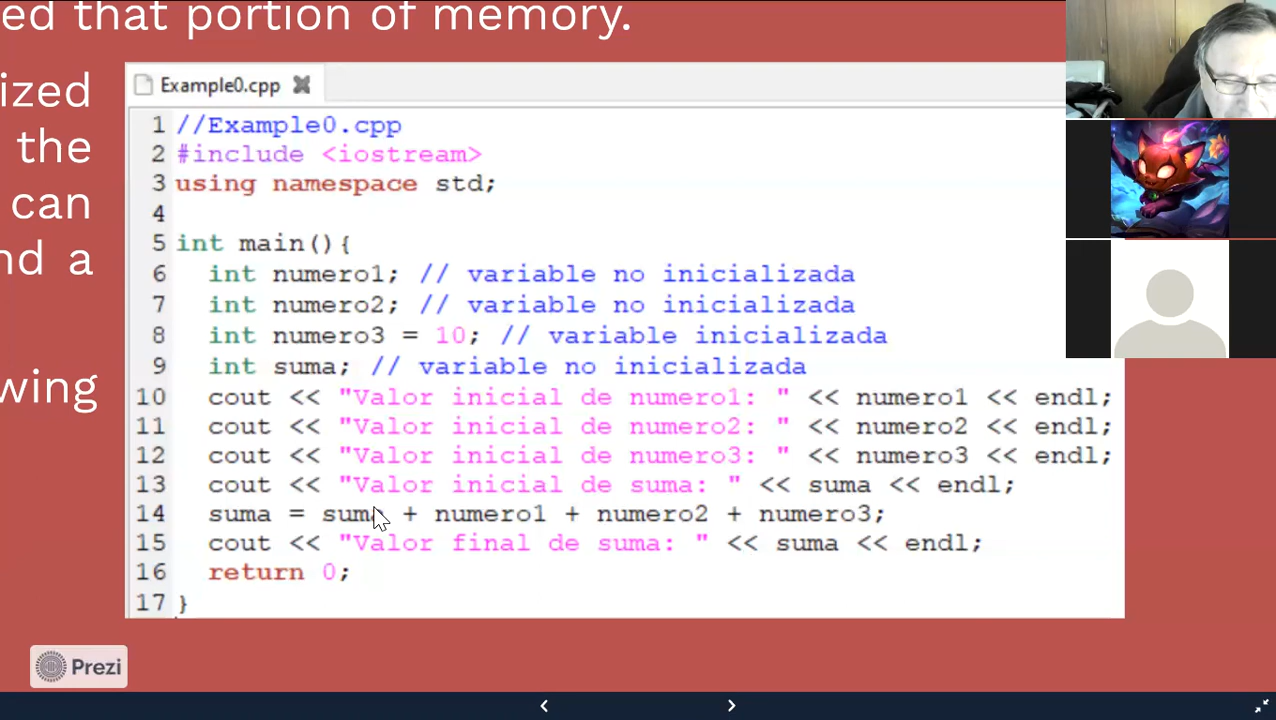 ed that portion of memory.
ized
the
can
nd a
wing
Example0.cpp
1 //Example0.cpp
2 #include <iostream>
3 using namespace std;
4
5 int main(){
6 int numero1; // variable no inicializada
7 int numero2; // variable no inicializada
8 int numero3 = 10; // variable inicializada
9 int suma; // variable no inicializada
10 cout << "Valor inicial de numero1: " << numero1 << endl;
11 cout << "Valor inicial de numero2: " << numero2 << endl;
12 cout << "Valor inicial de numero3: " << numero3 << endl;
13 cout << "Valor inicial de suma: " << suma << endl;
14 suma = suma + numero1 + numero2 + numero3;
15 cout << "Valor final de suma: " << suma << endl;
16 return 0;
17 }
Prezi